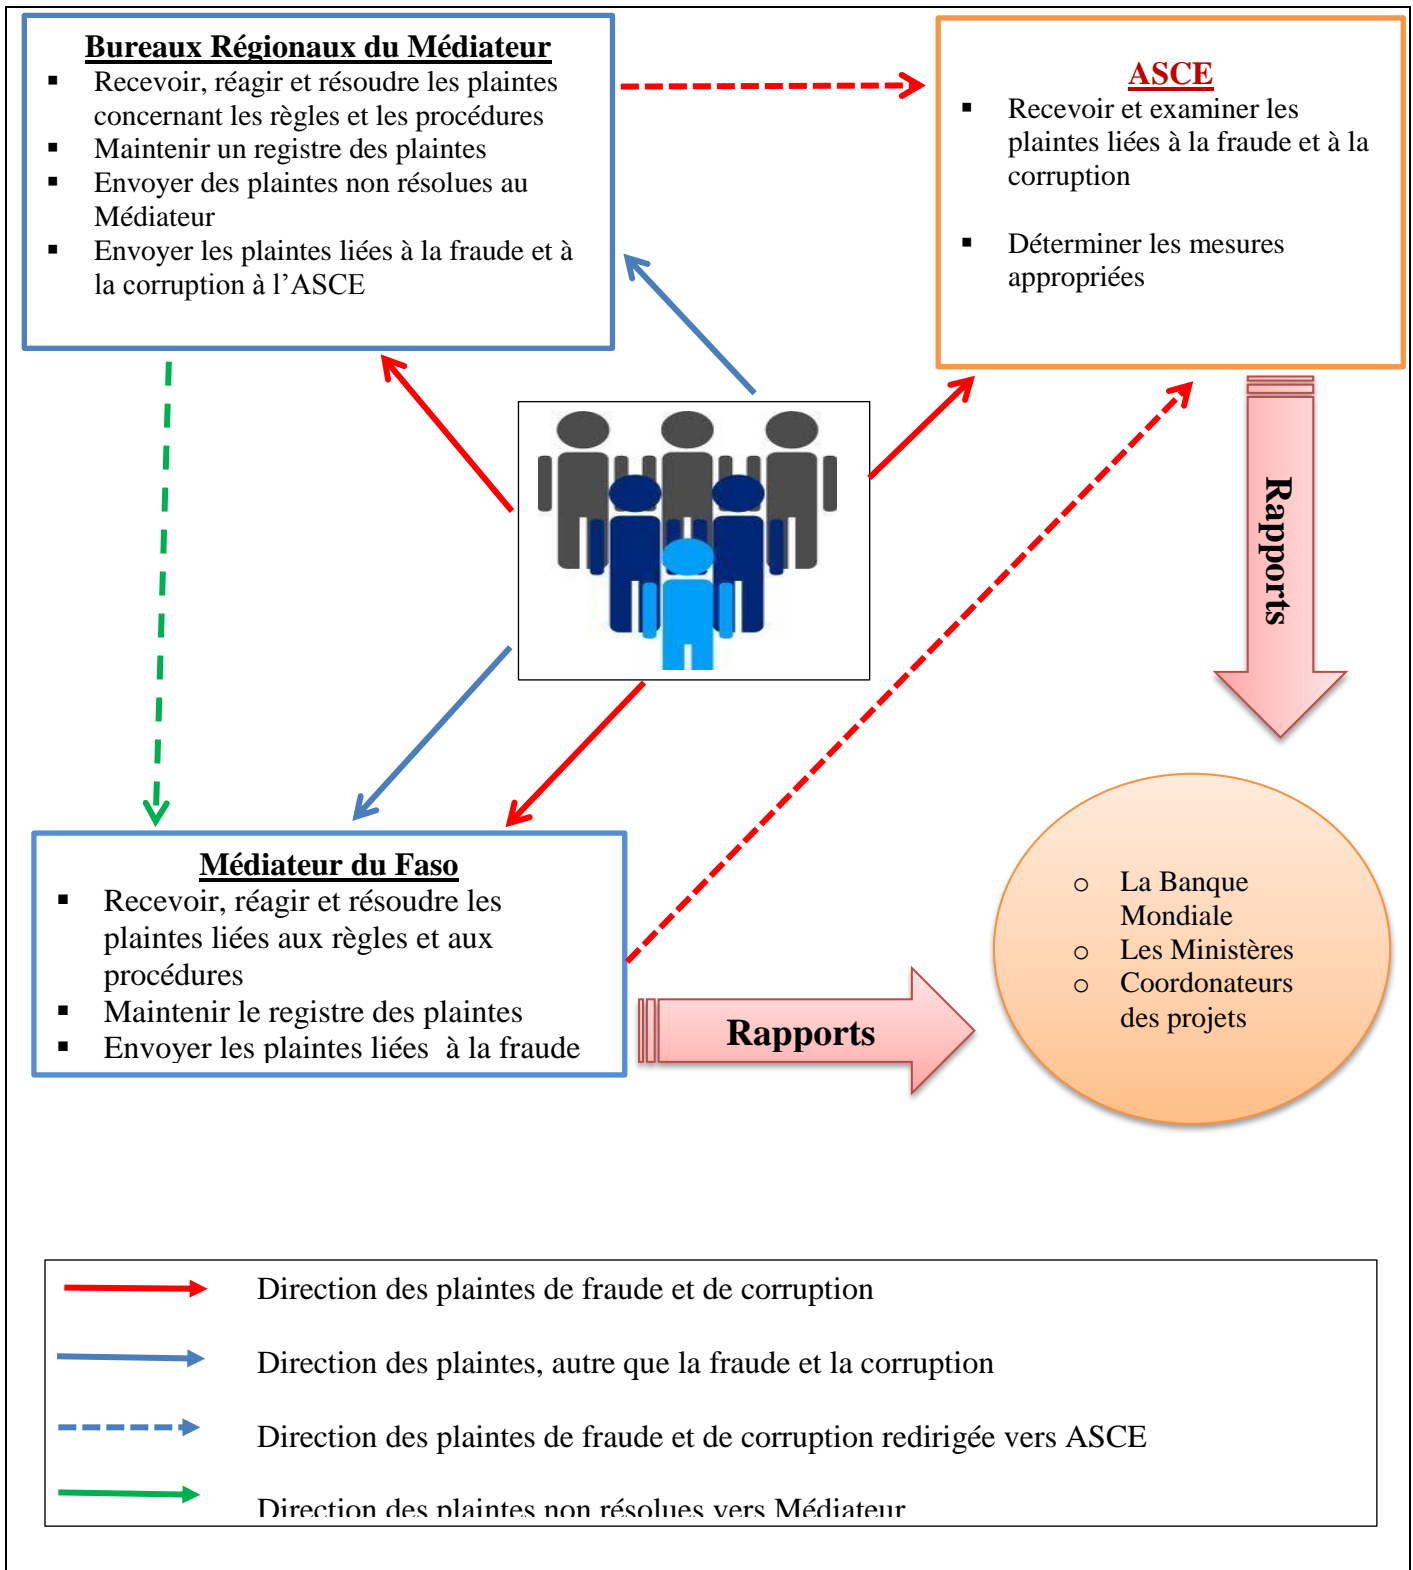 Bureaux Régionaux du Médiateur
▪ Recevoir, réagir et résoudre les plaintes
concernant les règles et les procédures
▪ Maintenir un registre des plaintes
▪ Envoyer des plaintes non résolues au
Médiateur
▪ Envoyer les plaintes liées à la fraude et à
la corruption à l’ASCE
ASCE
▪ Recevoir et examiner les
plaintes liées à la fraude et à la
corruption
▪ Déterminer les mesures
appropriées
Rapports
Médiateur du Faso
▪ Recevoir, réagir et résoudre les
plaintes liées aux règles et aux
procédures
▪ Maintenir le registre des plaintes
▪ Envoyer les plaintes liées à la fraude
Rapports
o La Banque
Mondiale
o Les Ministères
o Coordonateurs
des projets
Direction des plaintes de fraude et de corruption
Direction des plaintes, autre que la fraude et la corruption
Direction des plaintes de fraude et de corruption redirigée vers ASCE
Direction des plaintes non résolues vers Médiateur